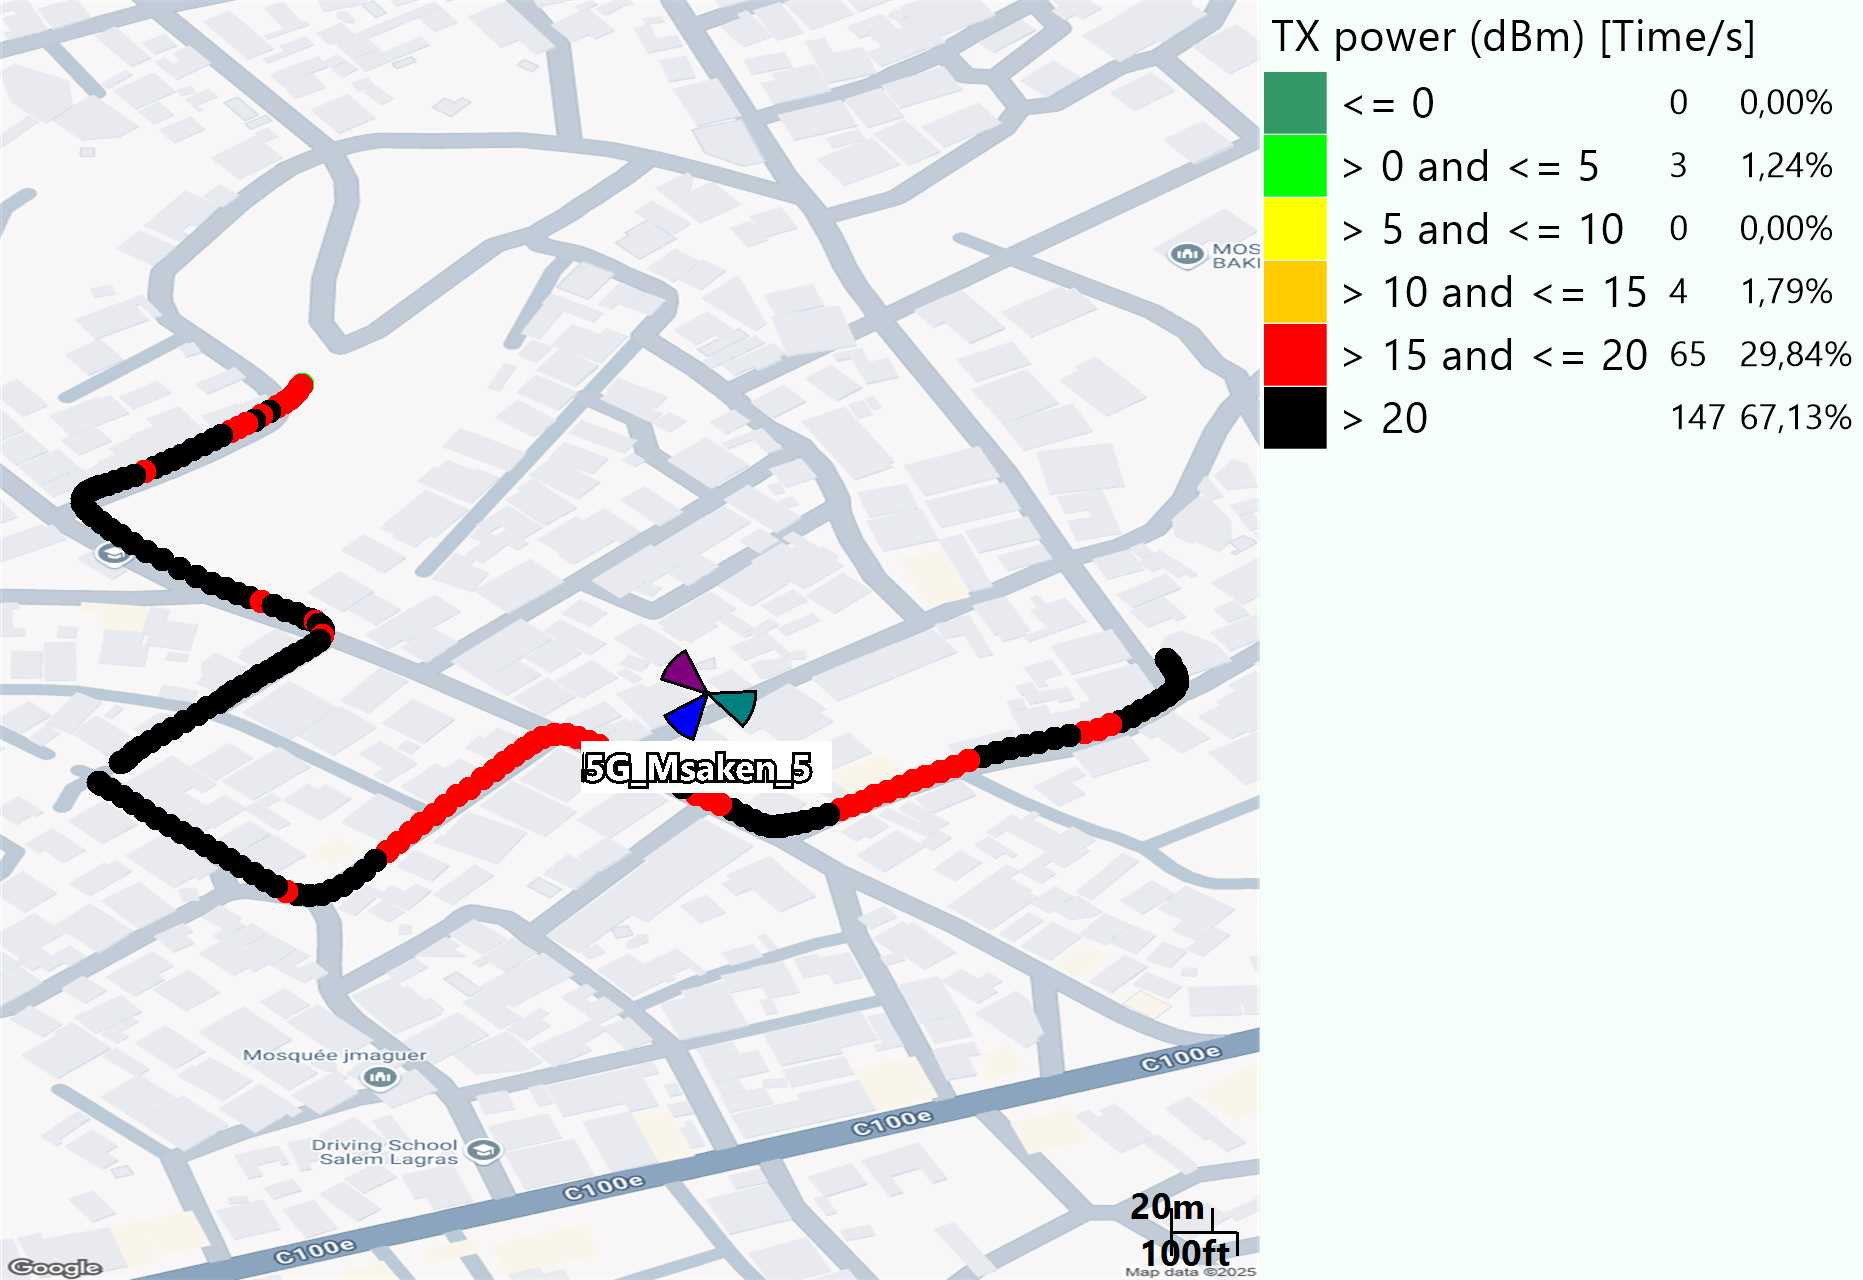 TX power (dBm) [Time/s]
<= 0 0 0,00%
> 0 and <= 5 3 1,24%
> 5 and <= 10 0 0,00%
> 10 and <= 15 4 1,79%
> 15 and <= 20 65 29,84%
> 20 147 67,13%
MOS
BAKI
5G_Msaken_5
Mosquée jmaguer
C100e
C100e
Driving School
Salem Lagras
C100e
C100e
20m
100ft
Google
Map data ©2025